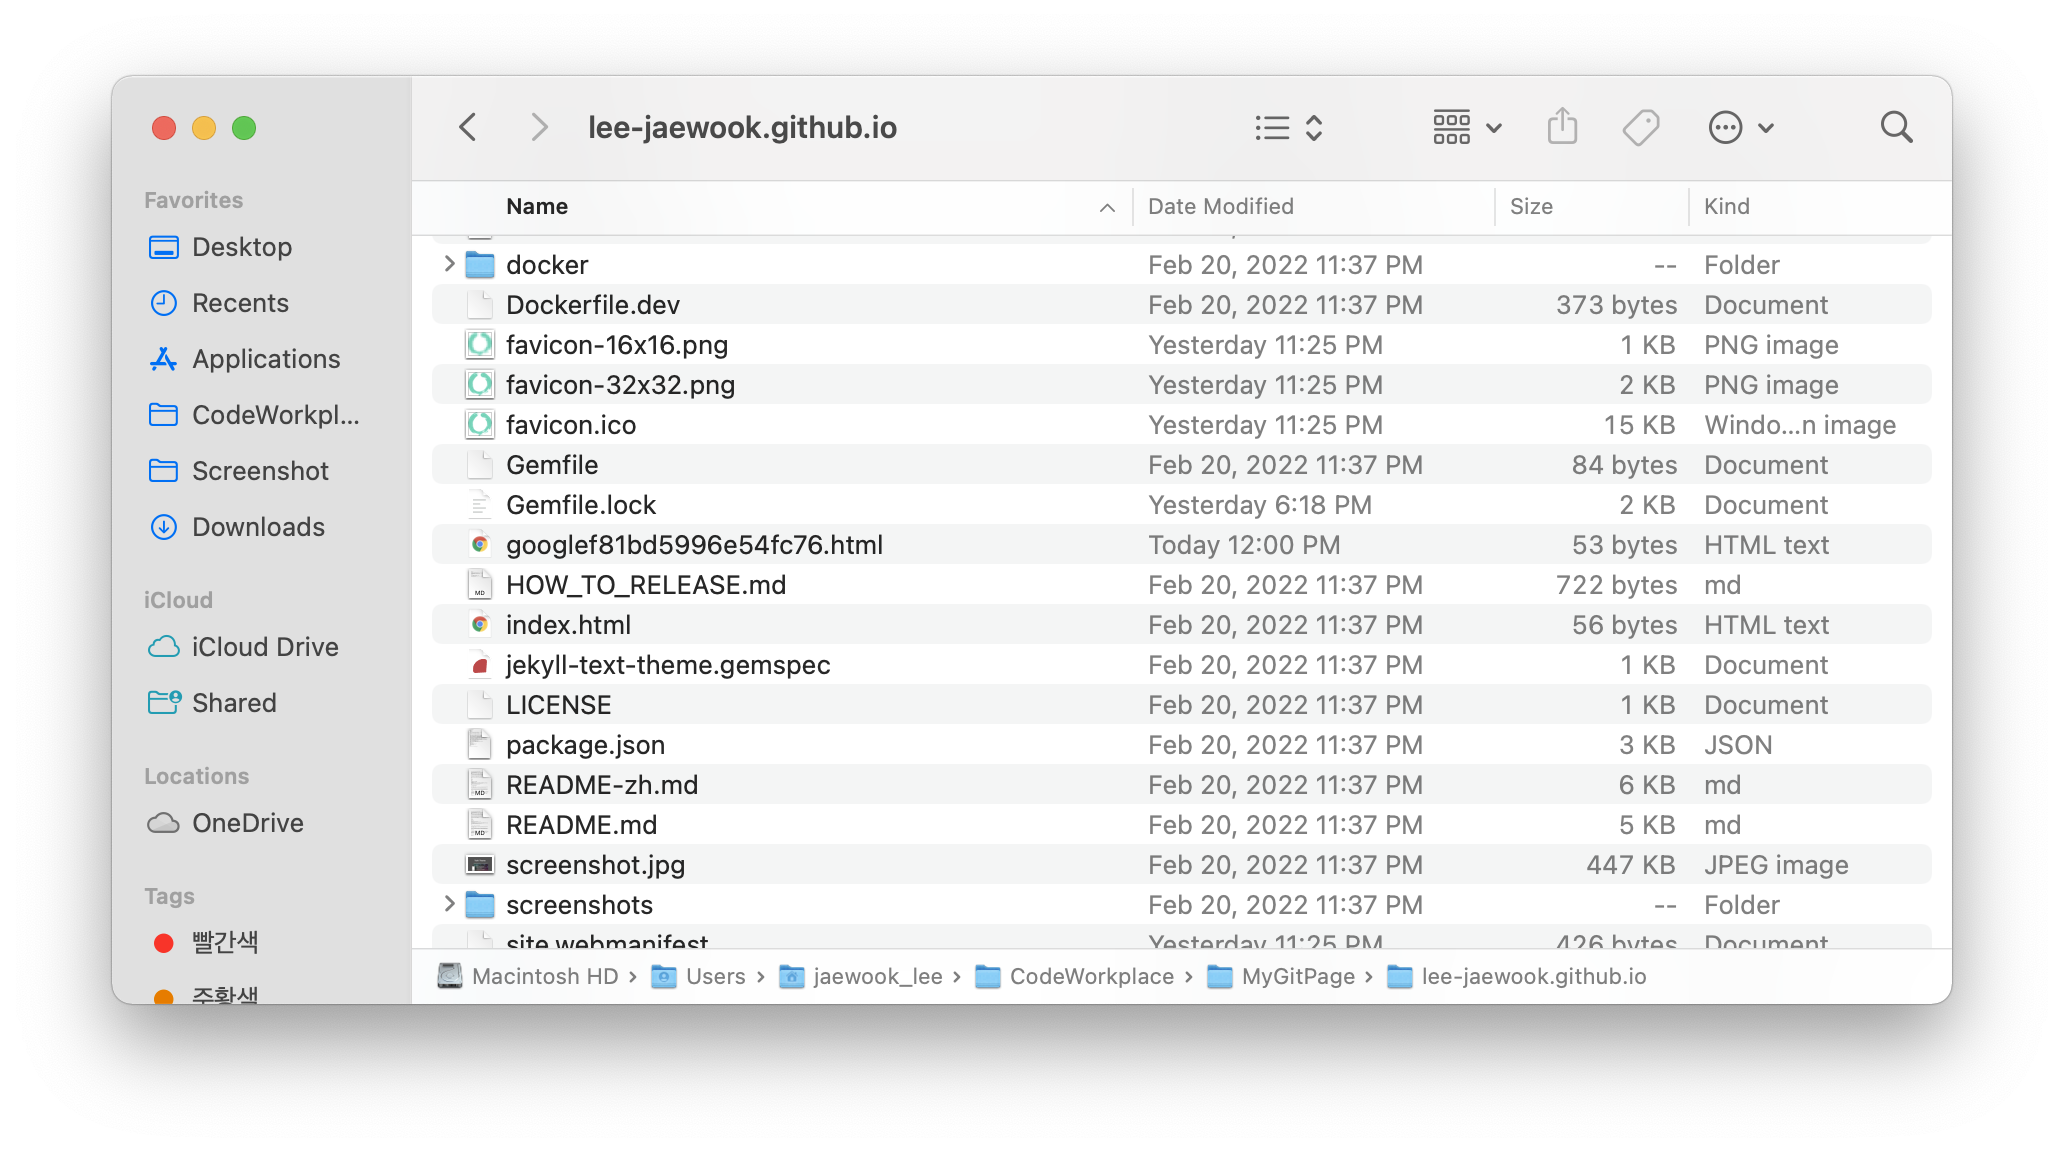 lee-jaewook.github.io
Favorites
Desktop
Recents
Applications
CodeWorkpl...
Screenshot
Downloads
iCloud
iCloud Drive
Shared
Locations
OneDrive
Tags
빨간색
주황색
Name Date Modified Size Kind
docker Feb 20, 2022 11:37 PM -- Folder
Dockerfile.dev Feb 20, 2022 11:37 PM 373 bytes Document
favicon-16x16.png Yesterday 11:25 PM 1 KB PNG image
favicon-32x32.png Yesterday 11:25 PM 2 KB PNG image
favicon.ico Yesterday 11:25 PM 15 KB Windo...n image
Gemfile Feb 20, 2022 11:37 PM 84 bytes Document
Gemfile.lock Yesterday 6:18 PM 2 KB Document
googlef81bd5996e54fc76.html Today 12:00 PM 53 bytes HTML text
HOW_TO_RELEASE.md Feb 20, 2022 11:37 PM 722 bytes md
index.html Feb 20, 2022 11:37 PM 56 bytes HTML text
jekyll-text-theme.gemspec Feb 20, 2022 11:37 PM 1 KB Document
LICENSE Feb 20, 2022 11:37 PM 1 KB Document
package.json Feb 20, 2022 11:37 PM 3 KB JSON
README-zh.md Feb 20, 2022 11:37 PM 6 KB md
README.md Feb 20, 2022 11:37 PM 5 KB md
screenshot.jpg Feb 20, 2022 11:37 PM 447 KB JPEG image
screenshots Feb 20, 2022 11:37 PM -- Folder
site.webmanifest Yesterday 11:25 PM 426 bytes Document
Macintosh HD › Users › jaewook_lee › CodeWorkplace › MyGitPage › lee-jaewook.github.io